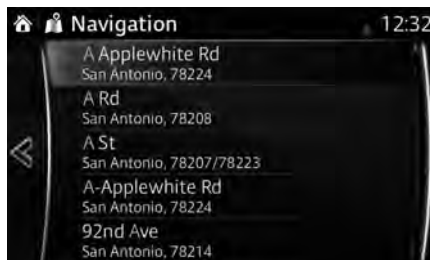 Navigation
12:32
A Applewhite Rd
San Antonio, 78224
A Rd
San Antonio, 78208
A St
San Antonio, 78207/78223
A-Applewhite Rd
San Antonio, 78224
92nd Ave
San Antonio, 78214